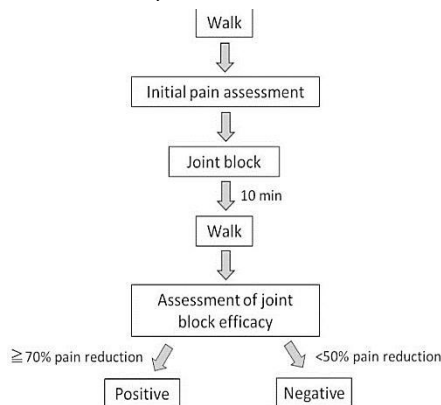 Walk
Initial pain assessment
Joint block
10 min
Walk
Assessment of joint
block efficacy
≧70% pain reduction
<50% pain reduction
Positive
Negative